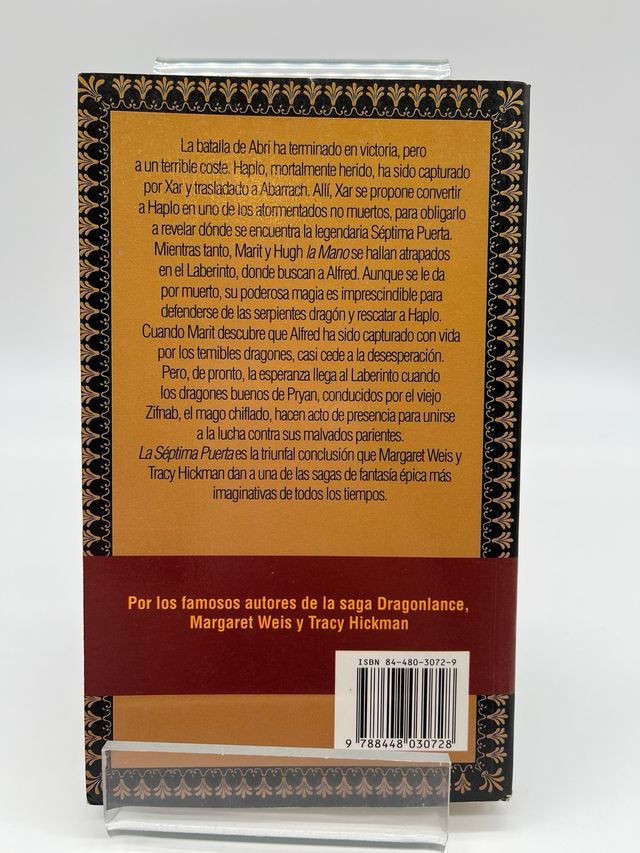 La batalla de Abri ha terminado en victoria, pero
a un terrible coste. Haplo, mortalmente herido, ha sido capturado
por Xar y trasladado a Abarrach. Allí, Xar se propone convertir
a Haplo en uno de los atormentados no muertos, para obligarlo
a revelar dónde se encuentra la legendaria Séptima Puerta.
Mientras tanto, Marit y Hugh la Mano se hallan atrapados
en el Laberinto, donde buscan a Alfred. Aunque se le da
por muerto, su poderosa magia es imprescindible para
defenderse de las serpientes dragón y rescatar a Haplo.
Cuando Marit descubre que Alfred ha sido capturado con vida
por los temibles dragones, casi cede a la desesperación.
Pero, de pronto, la esperanza llega al Laberinto cuando
los dragones buenos de Pryan, conducidos por el viejo
Zifnab, el mago chiflado, hacen acto de presencia para unirse
a la lucha contra sus malvados parientes.
La Séptima Puerta es la triunfal conclusión que Margaret Weis y
Tracy Hickman dan a una de las sagas de fantasía épica más
imaginativas de todos los tiempos.
Por los famosos autores de la saga Dragonlance,
Margaret Weis y Tracy Hickman
ISBN 84-480-3072-9
9 788448 030728